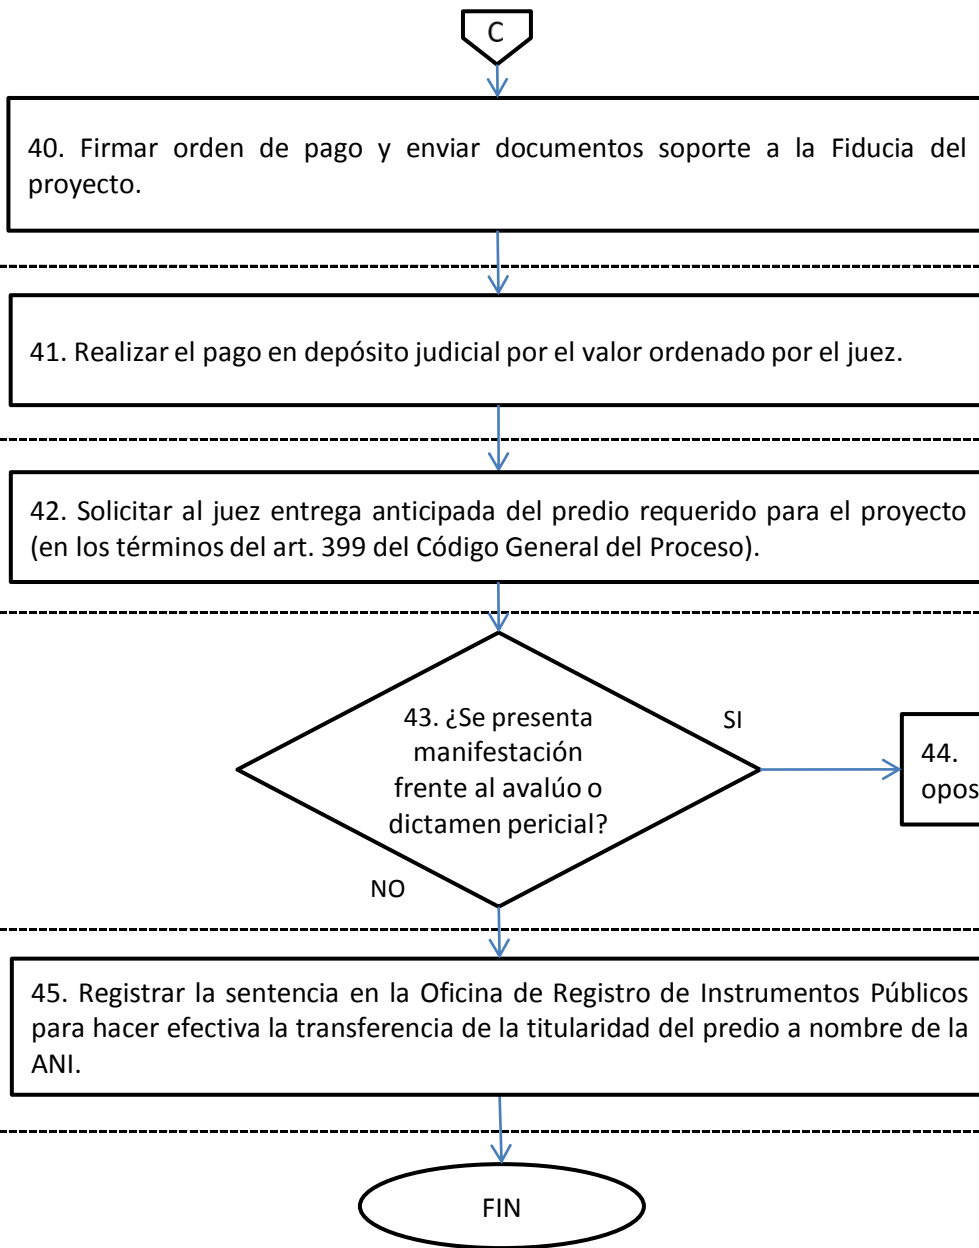 C
40. Firmar orden de pago y enviar documentos soporte a la Fiducia del
proyecto.
41. Realizar el pago en depósito judicial por el valor ordenado por el juez.
42. Solicitar al juez entrega anticipada del predio requerido para el proyecto
(en los términos del art. 399 del Código General del Proceso).
43. ¿Se presenta
manifestación
frente al avalúo o
dictamen pericial?
SI
44.
opos
NO
45. Registrar la sentencia en la Oficina de Registro de Instrumentos Públicos
para hacer efectiva la transferencia de la titularidad del predio a nombre de la
ANI.
FIN